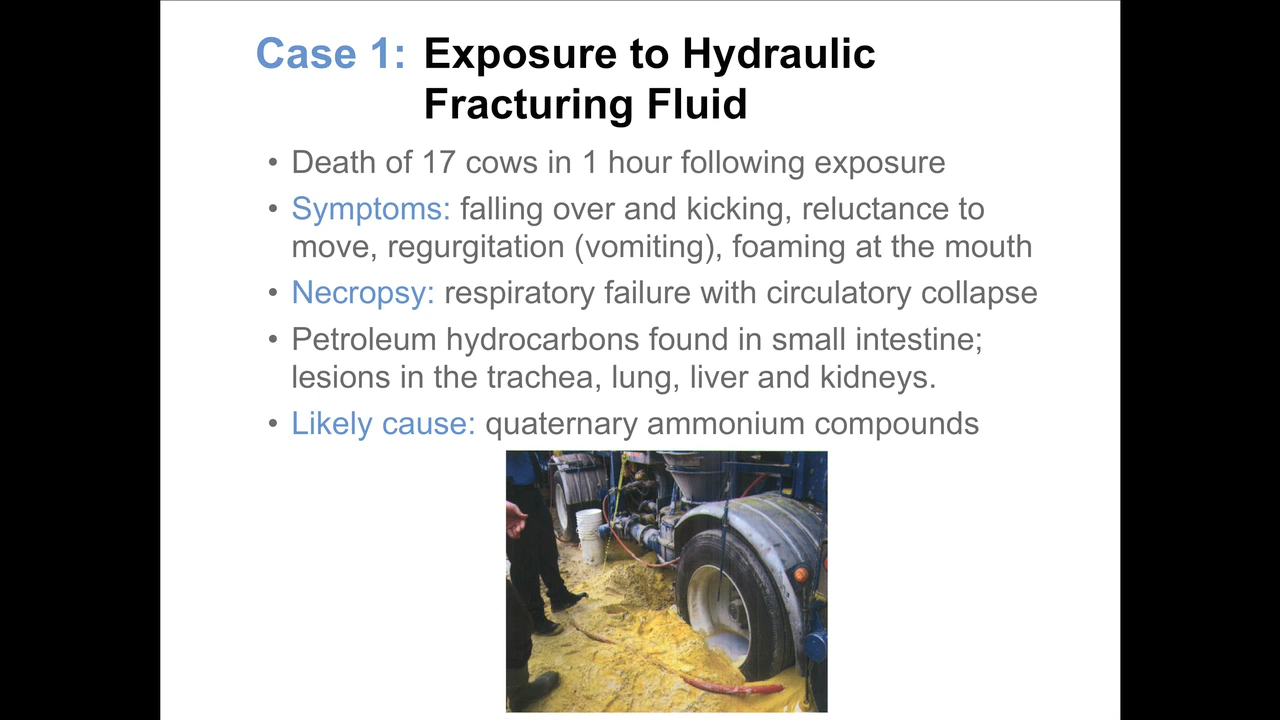 Case 1: Exposure to Hydraulic
Fracturing Fluid
• Death of 17 cows in 1 hour following exposure
• Symptoms: falling over and kicking, reluctance to
move, regurgitation (vomiting), foaming at the mouth
• Necropsy: respiratory failure with circulatory collapse
• Petroleum hydrocarbons found in small intestine;
lesions in the trachea, lung, liver and kidneys.
• Likely cause: quaternary ammonium compounds